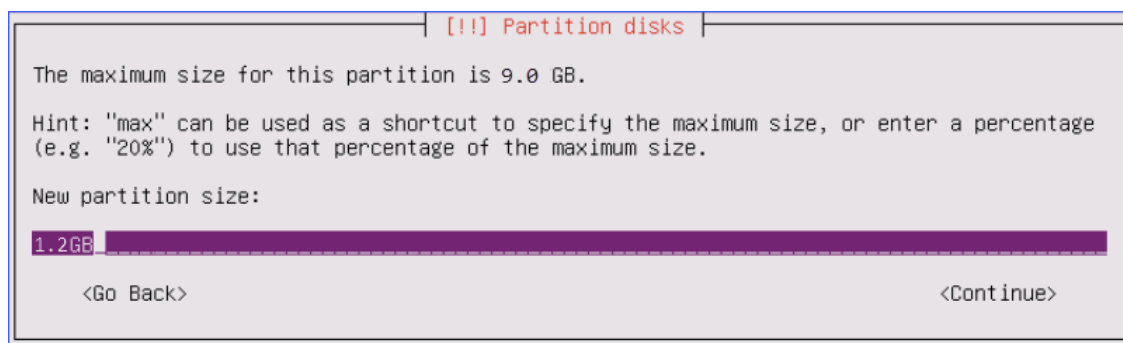 [!!] Partition disks
The maximum size for this partition is 9.0 GB.
Hint: "max" can be used as a shortcut to specify the maximum size, or enter a percentage
(e.g. "20%") to use that percentage of the maximum size.
New partition size:
1.2GB
<Go Back> <Continue>